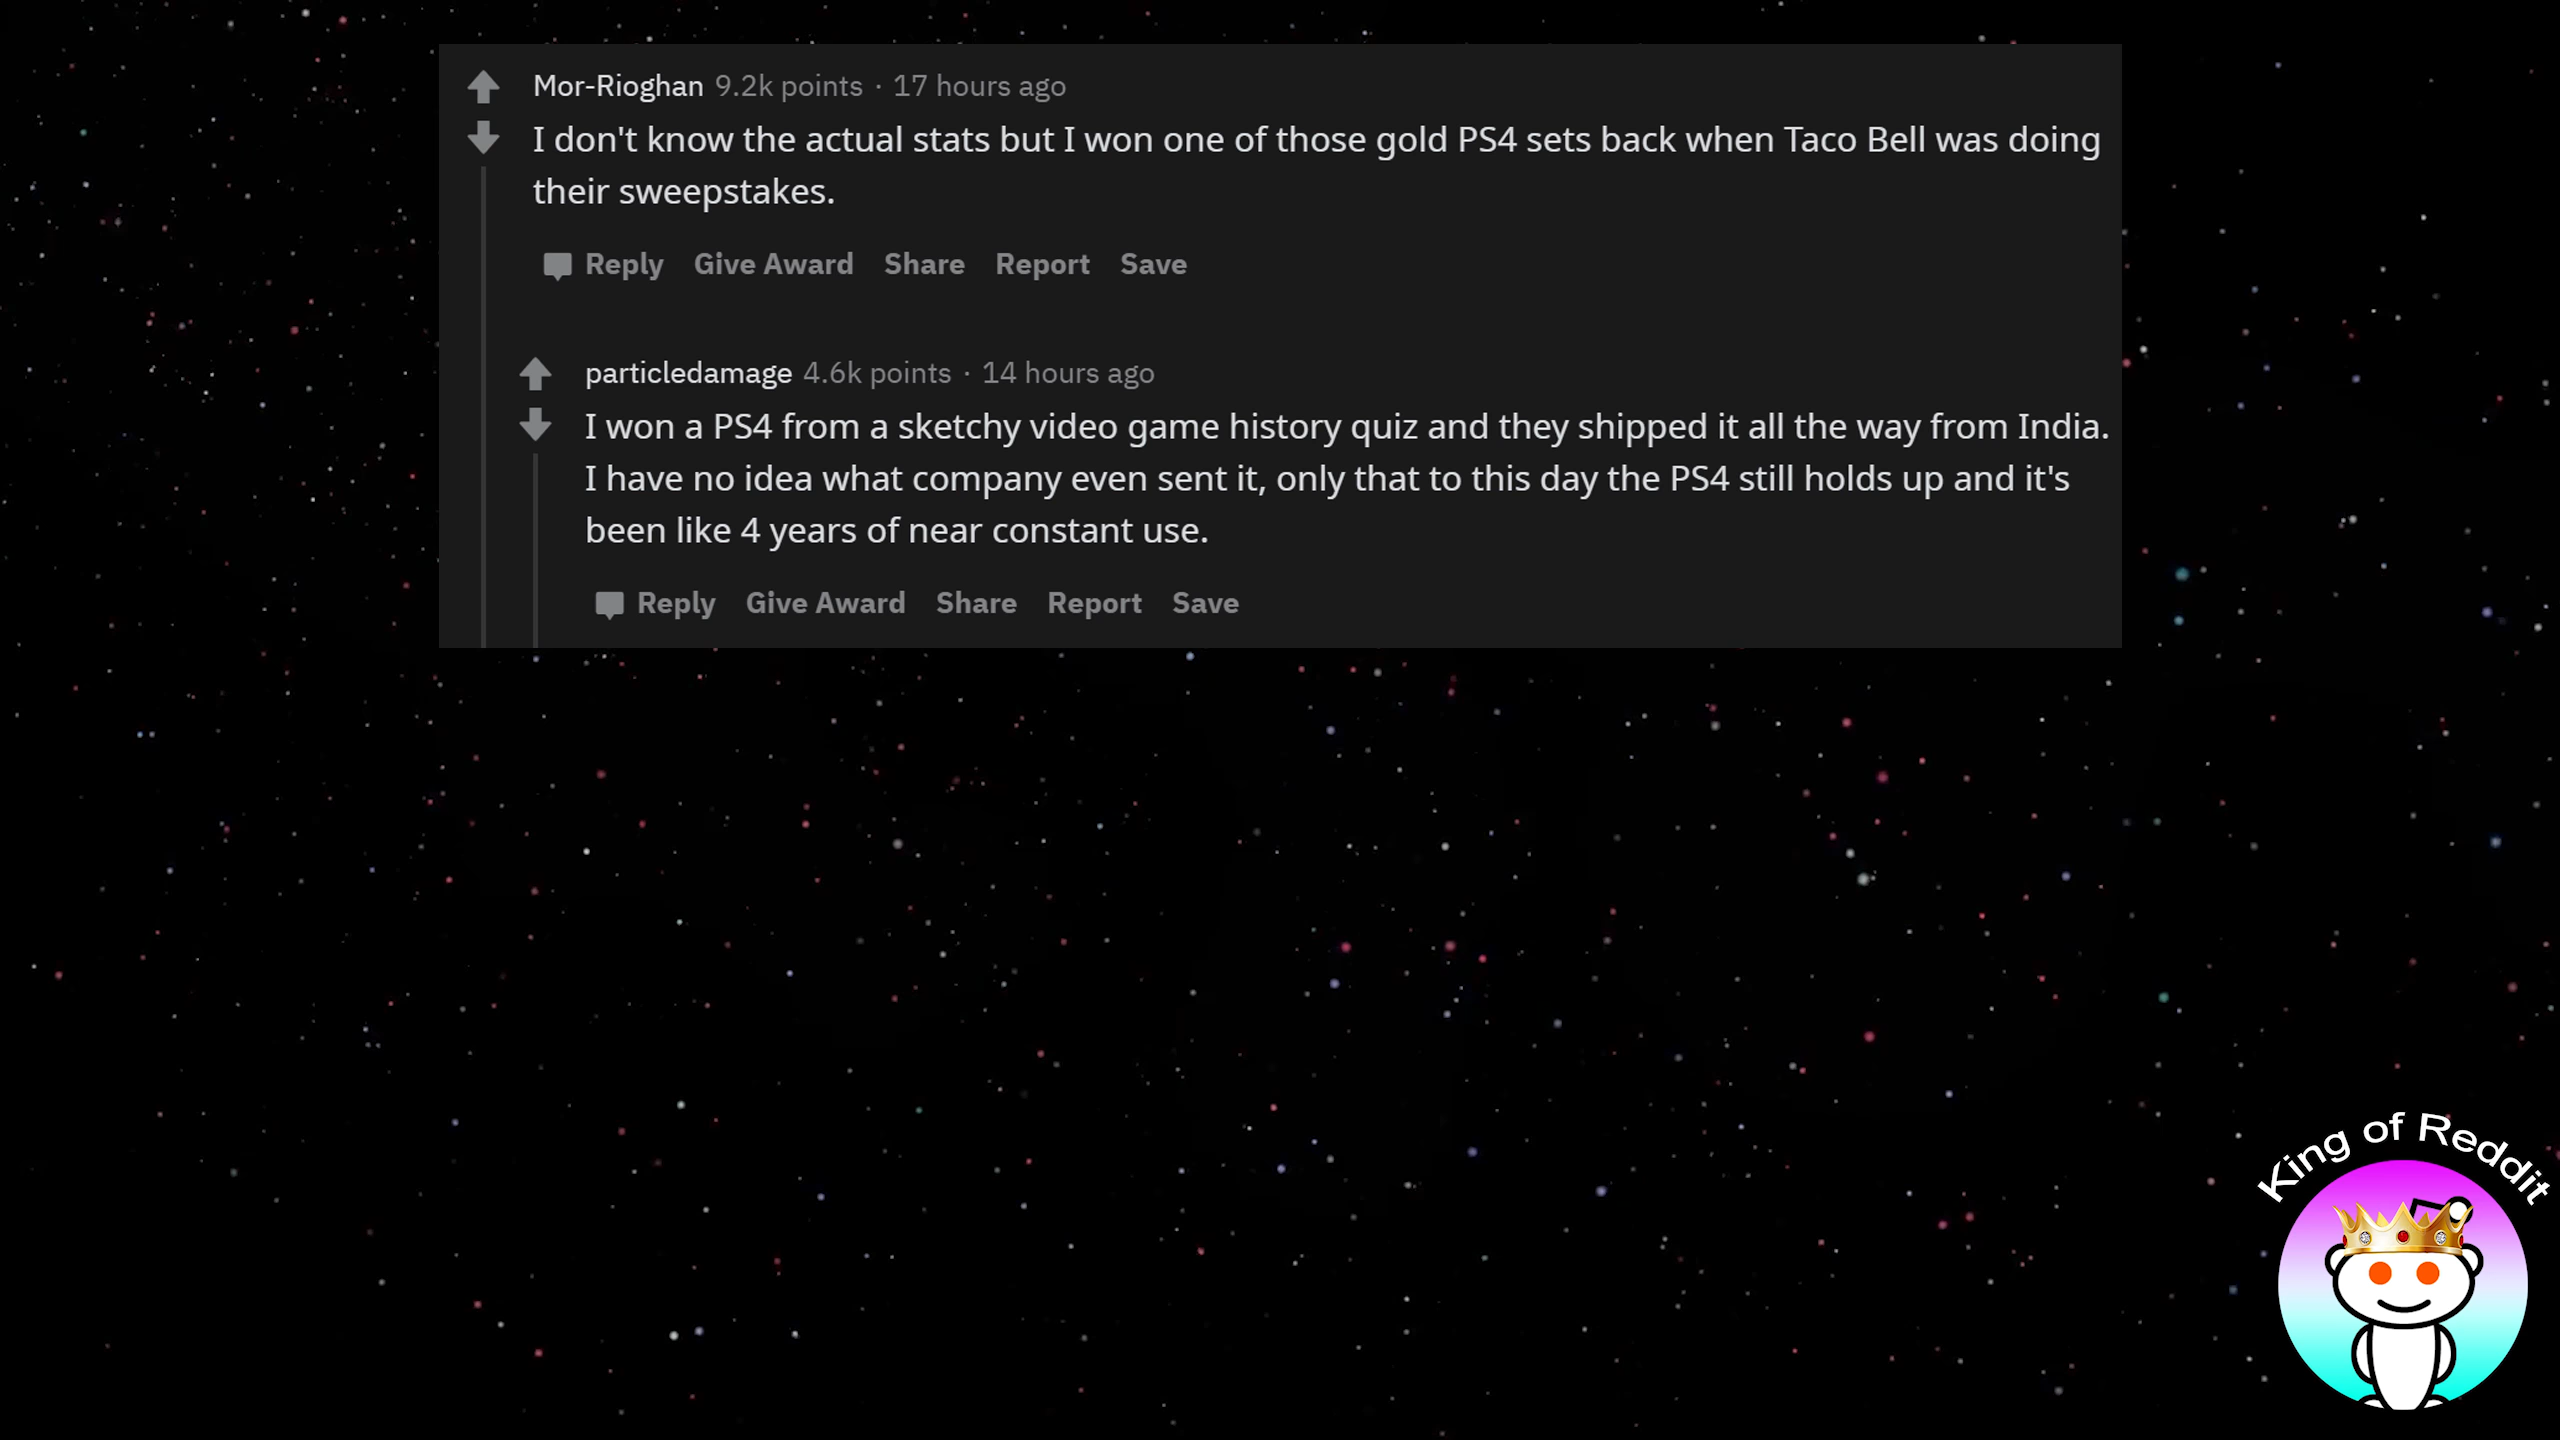 Mor-Rioghan 9.2k points · 17 hours ago
I don't know the actual stats but I won one of those gold PS4 sets back when Taco Bell was doing
their sweepstakes.
Reply Give Award Share Report Save
particledamage 4.6k points · 14 hours ago
I won a PS4 from a sketchy video game history quiz and they shipped it all the way from India.
I have no idea what company even sent it, only that to this day the PS4 still holds up and it's
been like 4 years of near constant use.
Reply Give Award Share Report Save
King of Reddit